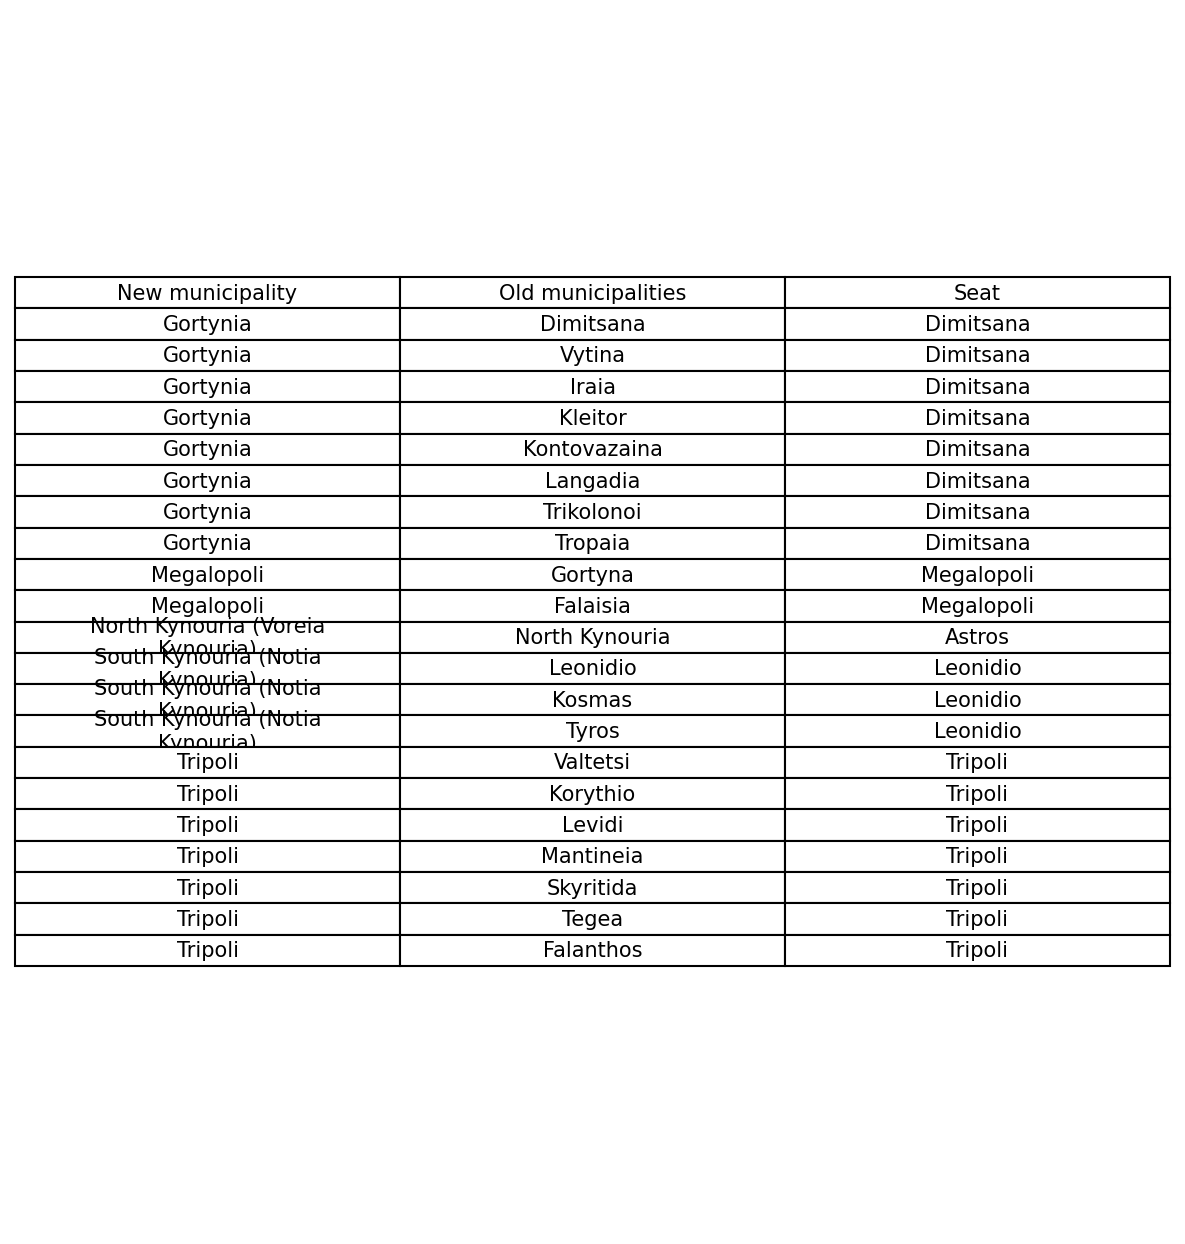 New municipality Old municipalities Seat
Gortynia Dimitsana Dimitsana
Gortynia Vytina Dimitsana
Gortynia Iraia Dimitsana
Gortynia Kleitor Dimitsana
Gortynia Kontovazaina Dimitsana
Gortynia Langadia Dimitsana
Gortynia Trikolonoi Dimitsana
Gortynia Tropaia Dimitsana
Megalopoli Gortyna Megalopoli
Megalopoli Falaisia Megalopoli
North Kynouria (Voreia
Kynouria) North Kynouria Astros
South Kynouria (Notia
Kynouria) Leonidio Leonidio
South Kynouria (Notia
Kynouria) Kosmas Leonidio
South Kynouria (Notia
Kynouria) Tyros Leonidio
Tripoli Valtetsi Tripoli
Tripoli Korythio Tripoli
Tripoli Levidi Tripoli
Tripoli Mantineia Tripoli
Tripoli Skyritida Tripoli
Tripoli Tegea Tripoli
Tripoli Falanthos Tripoli